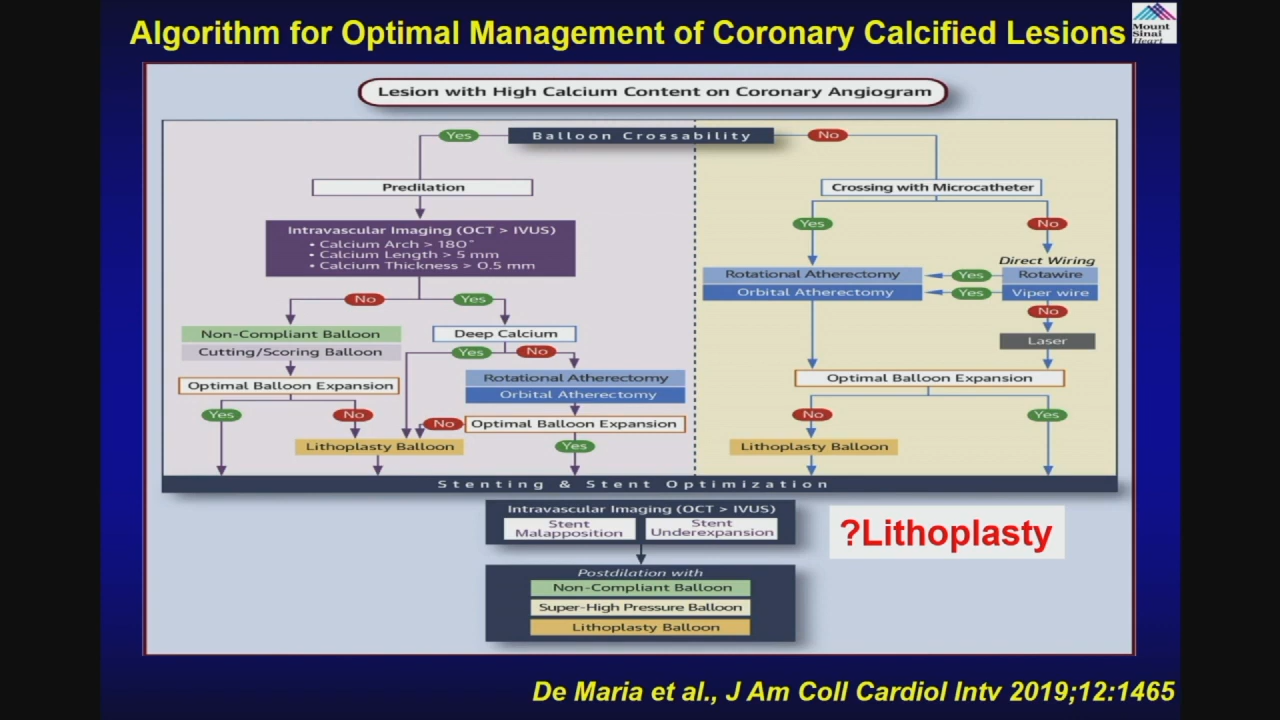 Algorithm for Optimal Management of Coronary Calcified Lesions
Mount
Sinai
Heart
Lesion with High Calcium Content on Coronary Angiogram
Yes
Balloon Crossability
No
Predilation
Crossing with Microcatheter
Intravascular Imaging (OCT > IVUS)
• Calcium Arch > 180°
• Calcium Length > 5 mm
• Calcium Thickness > 0.5 mm
Yes
No
Direct Wiring
Rotational Atherectomy
Yes
Rotawire
Orbital Atherectomy
Yes
Viper wire
No
Yes
No
Non-Compliant Balloon
Cutting/Scoring Balloon
Deep Calcium
Yes
No
Laser
Optimal Balloon Expansion
Rotational Atherectomy
Orbital Atherectomy
Optimal Balloon Expansion
Yes
No
No
Optimal Balloon Expansion
No
Yes
Lithoplasty Balloon
Yes
Lithoplasty Balloon
Stenting & Stent Optimization
Intravascular Imaging (OCT > IVUS)
Stent
Malapposition
Stent
Underexpansion
?Lithoplasty
Postdilation with
Non-Compliant Balloon
Super-High Pressure Balloon
Lithoplasty Balloon
De Maria et al., J Am Coll Cardiol Intv 2019;12:1465